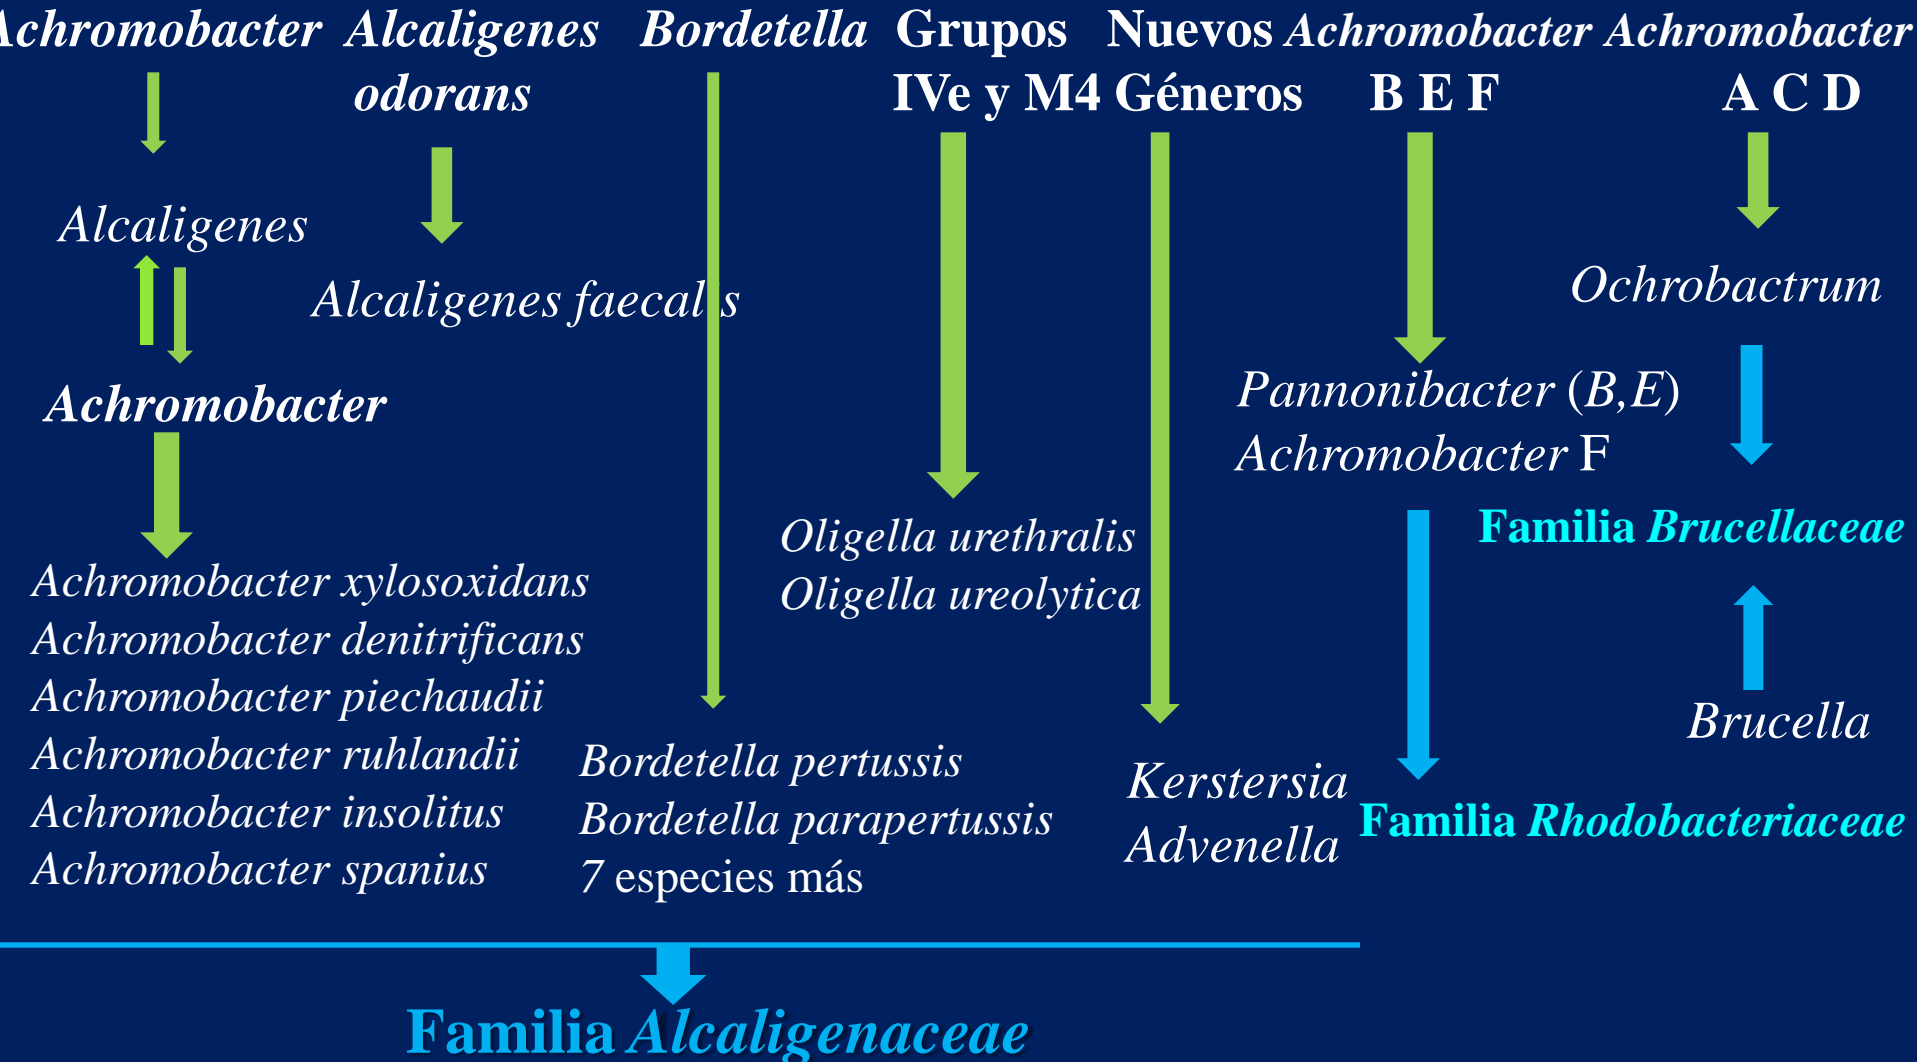 Achromobacter
Alcaligenes
odorans
Bordetella
Grupos
IVe y M4
Nuevos
Géneros
Achromobacter
B E F
Achromobacter
A C D
Alcaligenes
Alcaligenes faecalis
Ochrobactrum
Achromobacter
Pannonibacter (B,E)
Achromobacter F
Familia Brucellaceae
Oligella urethralis
Oligella ureolytica
Achromobacter xylosoxidans
Achromobacter denitrificans
Achromobacter piechaudii
Achromobacter ruhlandii
Achromobacter insolitus
Achromobacter spanius
Bordetella pertussis
Bordetella parapertussis
7 especies más
Kerstersia
Advenella
Brucella
Familia Rhodobacteriaceae
Familia Alcaligenaceae